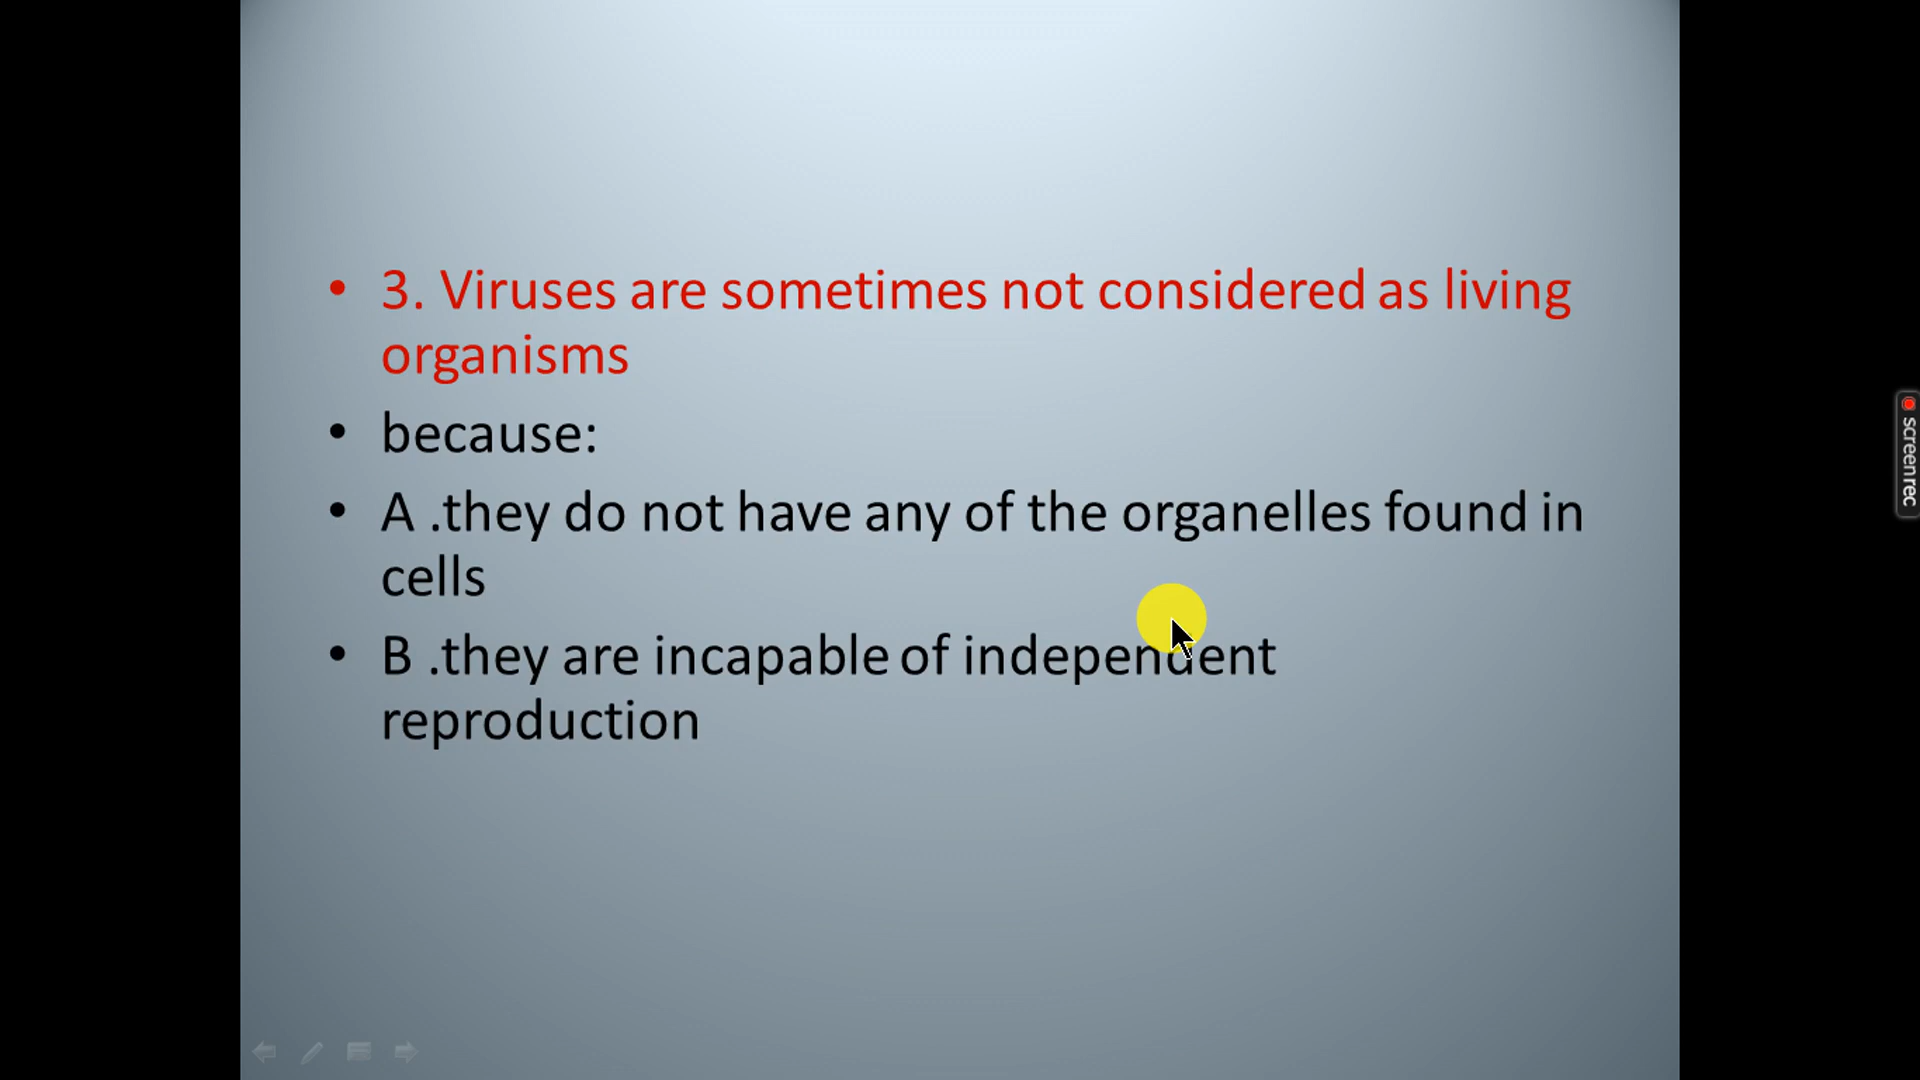 • 3. Viruses are sometimes not considered as living
organisms
• because:
• A .they do not have any of the organelles found in
cells
• B .they are incapable of independent
reproduction
screenrec